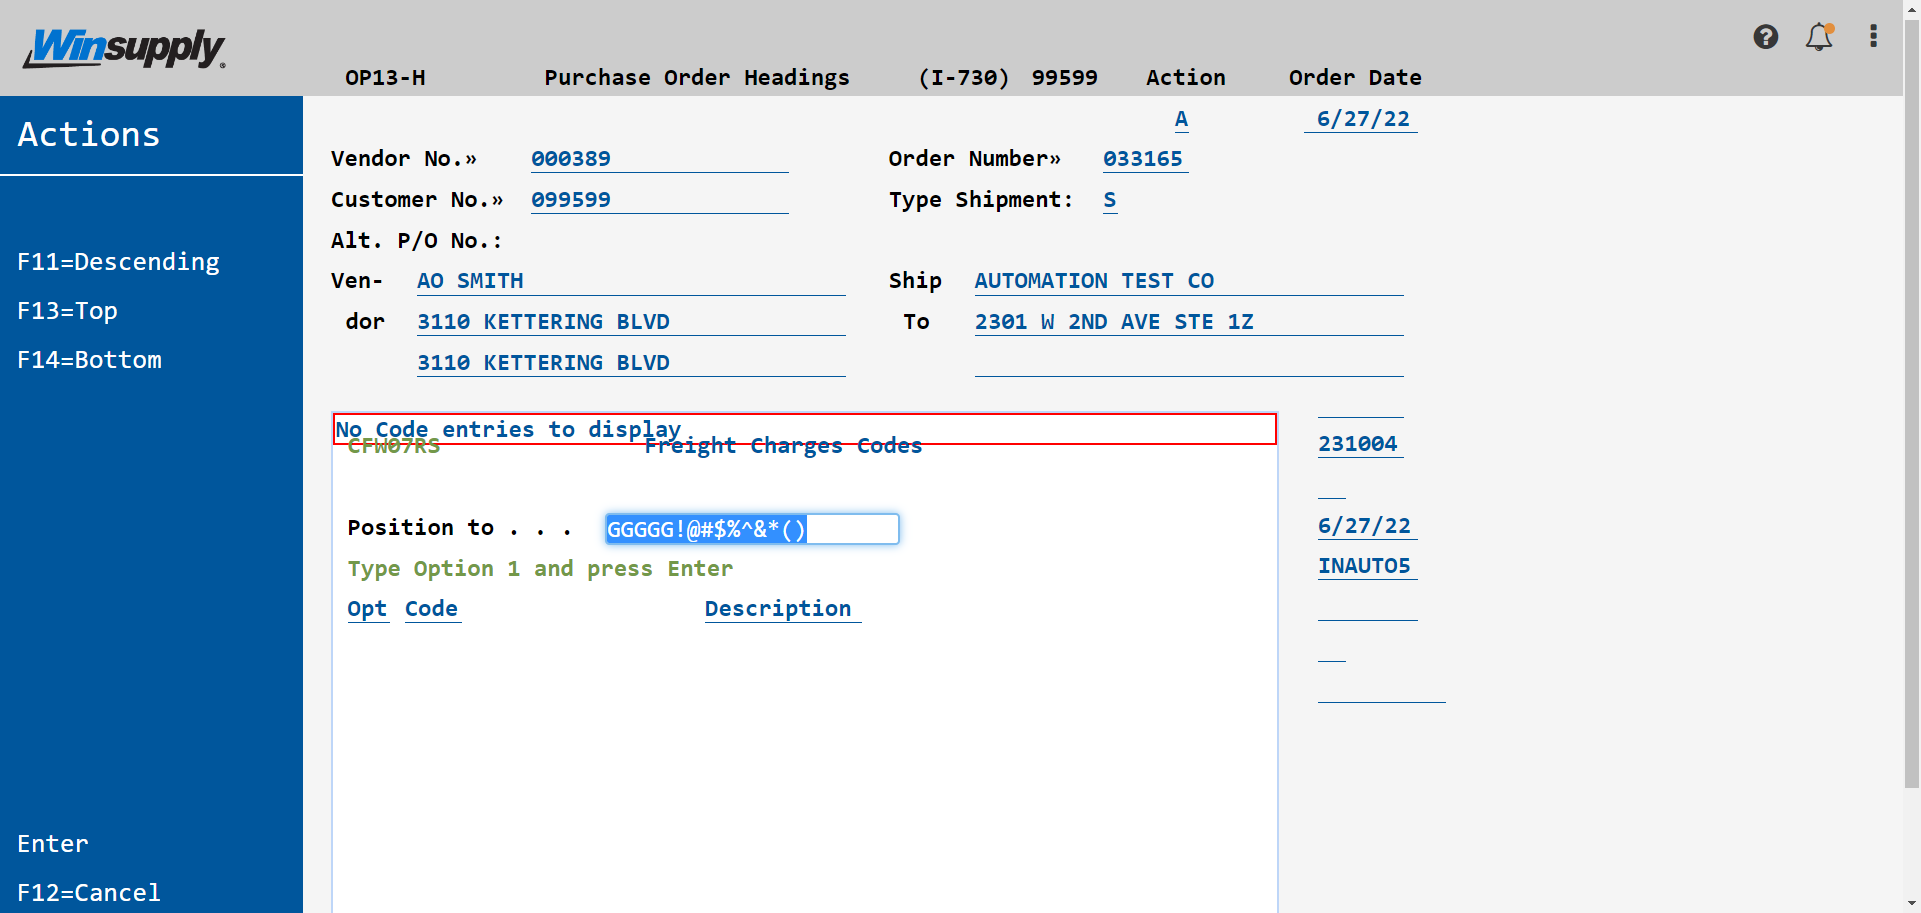 Winsupply®
OP13-H Purchase Order Headings (I-730) 99599 Action Order Date
Actions
A 6/27/22
Vendor No.» 000389 Order Number» 033165
Customer No.» 099599 Type Shipment: S
Alt. P/O No.:
Ven- AO SMITH Ship AUTOMATION TEST CO
dor 3110 KETTERING BLVD To 2301 W 2ND AVE STE 1Z
3110 KETTERING BLVD
F11=Descending
F13=Top
F14=Bottom
No Code entries to display
CFW07RS Freight Charges Codes 231004
Position to . . . GGGGG!@#$%^&*() 6/27/22
Type Option 1 and press Enter INAUTO5
Opt Code Description
Enter
F12=Cancel